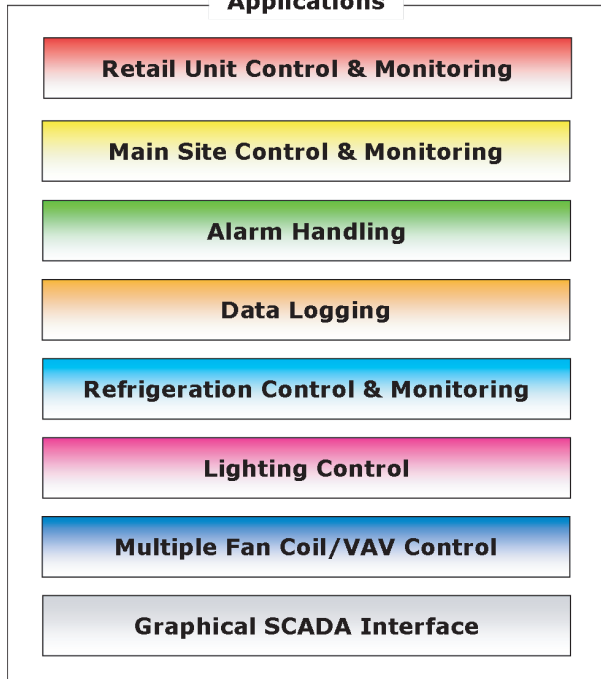 Applications
Retail Unit Control & Monitoring
Main Site Control & Monitoring
Alarm Handling
Data Logging
Refrigeration Control & Monitoring
Lighting Control
Multiple Fan Coil/VAV Control
Graphical SCADA Interface